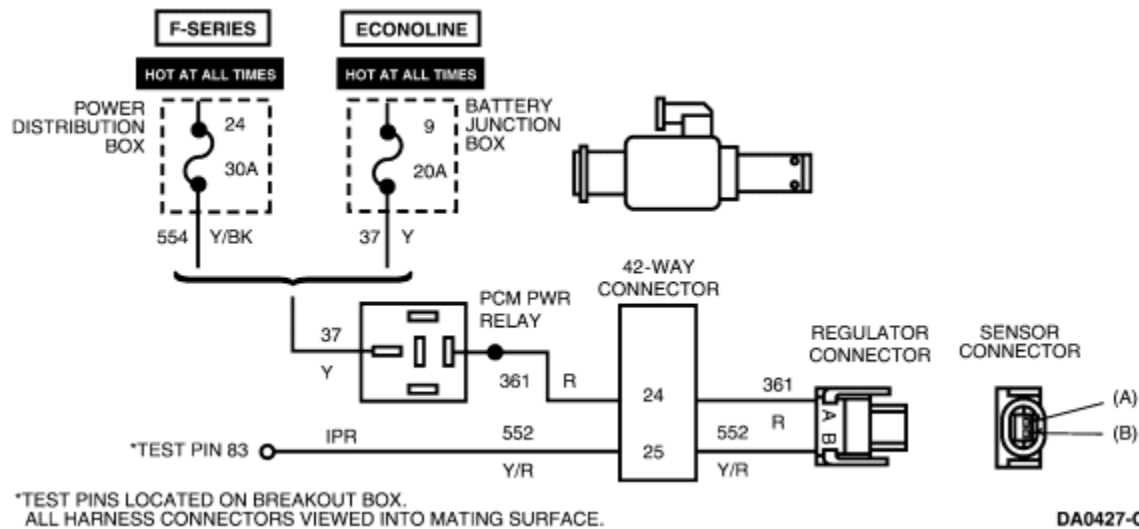 F-SERIES
ECONOLINE
HOT AT ALL TIMES
HOT AT ALL TIMES
POWER
DISTRIBUTION
BOX
24
30A
9
20A
BATTERY
JUNCTION
BOX
554 Y/BK
37 Y
42-WAY
CONNECTOR
PCM PWR
RELAY
REGULATOR
CONNECTOR
SENSOR
CONNECTOR
37
Y
361 R
24
361
R
A
B
(A)
(B)
*TEST PIN 83
IPR
552
Y/R
25
552
Y/R
*TEST PINS LOCATED ON BREAKOUT BOX.
ALL HARNESS CONNECTORS VIEWED INTO MATING SURFACE.